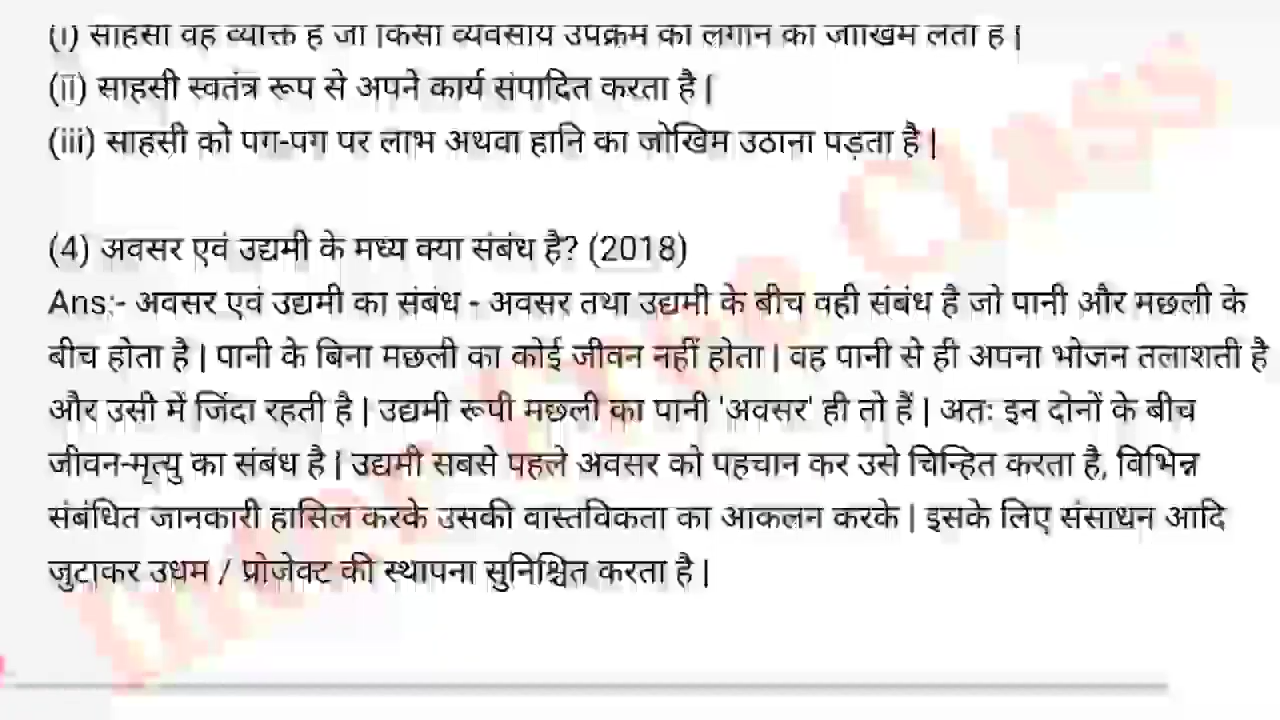 (i) साहसी वह व्यक्ति है जो किसी व्यवसाय उपक्रम को लगाने का जोखिम लेता है |
(ii) साहसी स्वतंत्र रूप से अपने कार्य संपादित करता है |
(iii) साहसी को पग-पग पर लाभ अथवा हानि का जोखिम उठाना पड़ता है |
(4) अवसर एवं उद्यमी के मध्य क्या संबंध है? (2018)
Ans:- अवसर एवं उद्यमी का संबंध - अवसर तथा उद्यमी के बीच वही संबंध है जो पानी और मछली के
बीच होता है | पानी के बिना मछली का कोई जीवन नहीं होता | वह पानी से ही अपना भोजन तलाशती है
और उसी में जिंदा रहती है | उद्यमी रूपी मछली का पानी 'अवसर' ही तो हैं | अतः इन दोनों के बीच
जीवन-मृत्यु का संबंध है | उद्यमी सबसे पहले अवसर को पहचान कर उसे चिन्हित करता है, विभिन्न
संबंधित जानकारी हासिल करके उसकी वास्तविकता का आकलन करके | इसके लिए संसाधन आदि
जुटाकर उधम / प्रोजेक्ट की स्थापना सुनिश्चित करता है |